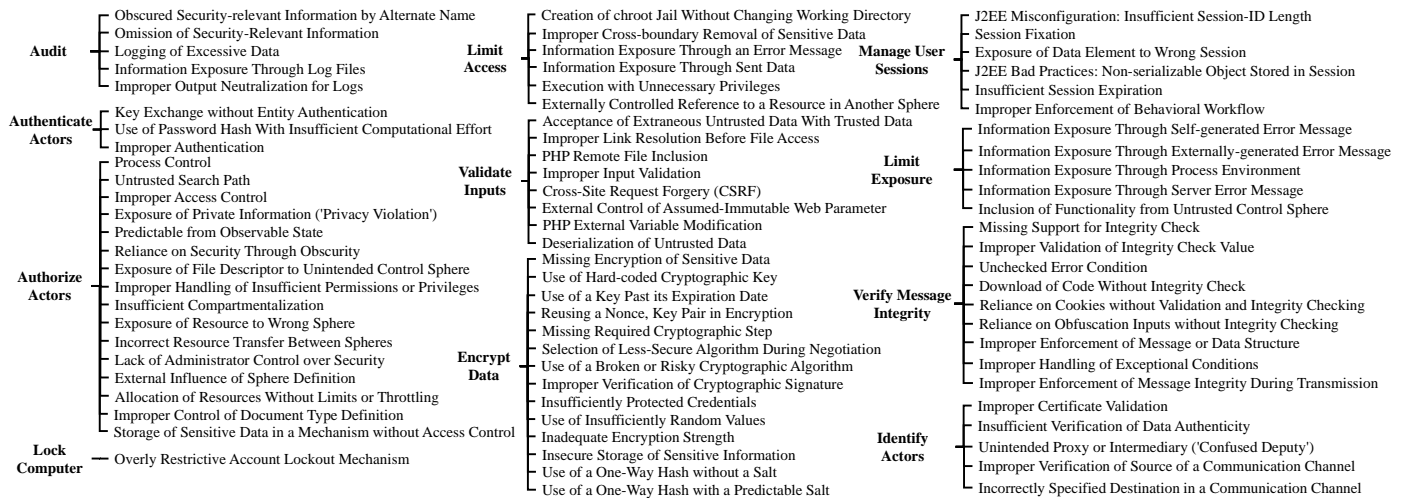 Audit
Obscured Security-relevant Information by Alternate Name
Omission of Security-Relevant Information
Logging of Excessive Data
Information Exposure Through Log Files
Improper Output Neutralization for Logs
Authenticate
Actors
Key Exchange without Entity Authentication
Use of Password Hash With Insufficient Computational Effort
Improper Authentication
Authorize
Actors
Process Control
Untrusted Search Path
Improper Access Control
Exposure of Private Information ('Privacy Violation')
Predictable from Observable State
Reliance on Security Through Obscurity
Exposure of File Descriptor to Unintended Control Sphere
Improper Handling of Insufficient Permissions or Privileges
Insufficient Compartmentalization
Exposure of Resource to Wrong Sphere
Incorrect Resource Transfer Between Spheres
Lack of Administrator Control over Security
External Influence of Sphere Definition
Allocation of Resources Without Limits or Throttling
Improper Control of Document Type Definition
Storage of Sensitive Data in a Mechanism without Access Control
Lock
Computer
Overly Restrictive Account Lockout Mechanism
Limit
Access
Creation of chroot Jail Without Changing Working Directory
Improper Cross-boundary Removal of Sensitive Data
Information Exposure Through an Error Message
Information Exposure Through Sent Data
Execution with Unnecessary Privileges
Externally Controlled Reference to a Resource in Another Sphere
Validate
Inputs
Acceptance of Extraneous Untrusted Data With Trusted Data
Improper Link Resolution Before File Access
PHP Remote File Inclusion
Improper Input Validation
Cross-Site Request Forgery (CSRF)
External Control of Assumed-Immutable Web Parameter
PHP External Variable Modification
Deserialization of Untrusted Data
Encrypt
Data
Missing Encryption of Sensitive Data
Use of Hard-coded Cryptographic Key
Use of a Key Past its Expiration Date
Reusing a Nonce, Key Pair in Encryption
Missing Required Cryptographic Step
Selection of Less-Secure Algorithm During Negotiation
Use of a Broken or Risky Cryptographic Algorithm
Improper Verification of Cryptographic Signature
Insufficiently Protected Credentials
Use of Insufficiently Random Values
Inadequate Encryption Strength
Insecure Storage of Sensitive Information
Use of a One-Way Hash without a Salt
Use of a One-Way Hash with a Predictable Salt
Manage User
Sessions
J2EE Misconfiguration: Insufficient Session-ID Length
Session Fixation
Exposure of Data Element to Wrong Session
J2EE Bad Practices: Non-serializable Object Stored in Session
Insufficient Session Expiration
Improper Enforcement of Behavioral Workflow
Limit
Exposure
Information Exposure Through Self-generated Error Message
Information Exposure Through Externally-generated Error Message
Information Exposure Through Process Environment
Information Exposure Through Server Error Message
Inclusion of Functionality from Untrusted Control Sphere
Verify Message
Integrity
Missing Support for Integrity Check
Improper Validation of Integrity Check Value
Unchecked Error Condition
Download of Code Without Integrity Check
Reliance on Cookies without Validation and Integrity Checking
Reliance on Obfuscation Inputs without Integrity Checking
Improper Enforcement of Message or Data Structure
Improper Handling of Exceptional Conditions
Improper Enforcement of Message Integrity During Transmission
Identify
Actors
Improper Certificate Validation
Insufficient Verification of Data Authenticity
Unintended Proxy or Intermediary ('Confused Deputy')
Improper Verification of Source of a Communication Channel
Incorrectly Specified Destination in a Communication Channel